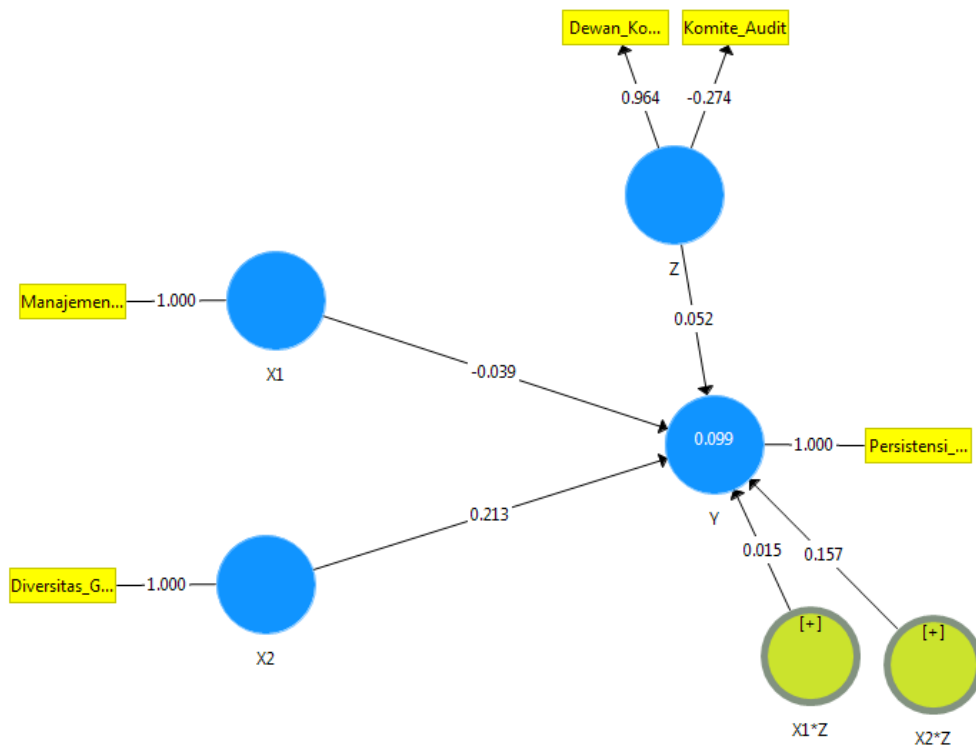 Dewan_Ko... Komite_Audit
0.964 -0.274
Z
Manajemen... 1.000
X1
0.052
-0.039
0.099 1.000 Persistensi_...
Y
0.213
0.015 0.157
Diversitas_G... 1.000
X2
[+] [+]
X1*Z X2*Z